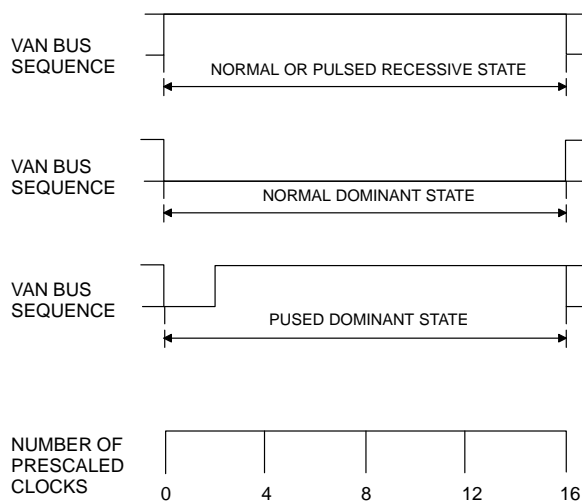 VAN BUS
SEQUENCE
NORMAL OR PULSED RECESSIVE STATE
VAN BUS
SEQUENCE
NORMAL DOMINANT STATE
VAN BUS
SEQUENCE
PUSED DOMINANT STATE
NUMBER OF
PRESCALED
CLOCKS
0 4 8 12 16